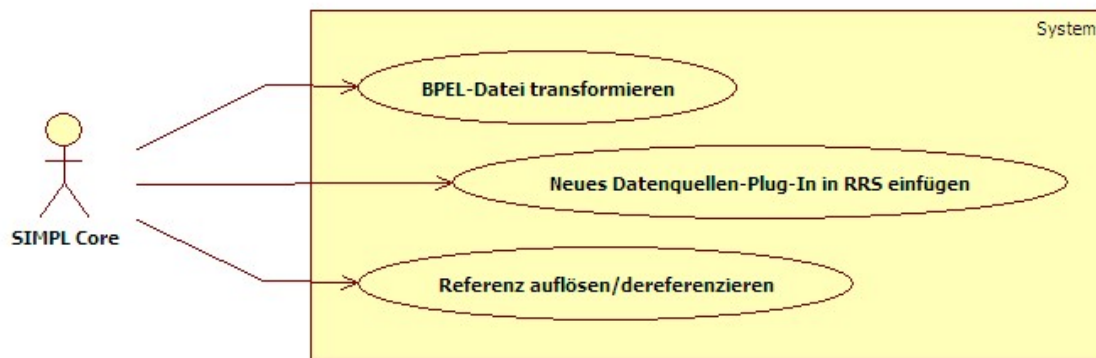 System
BPEL-Datei transformieren
Neues Datenquellen-Plug-In in RRS einfügen
SIMPL Core
Referenz auflösen/dereferenzieren